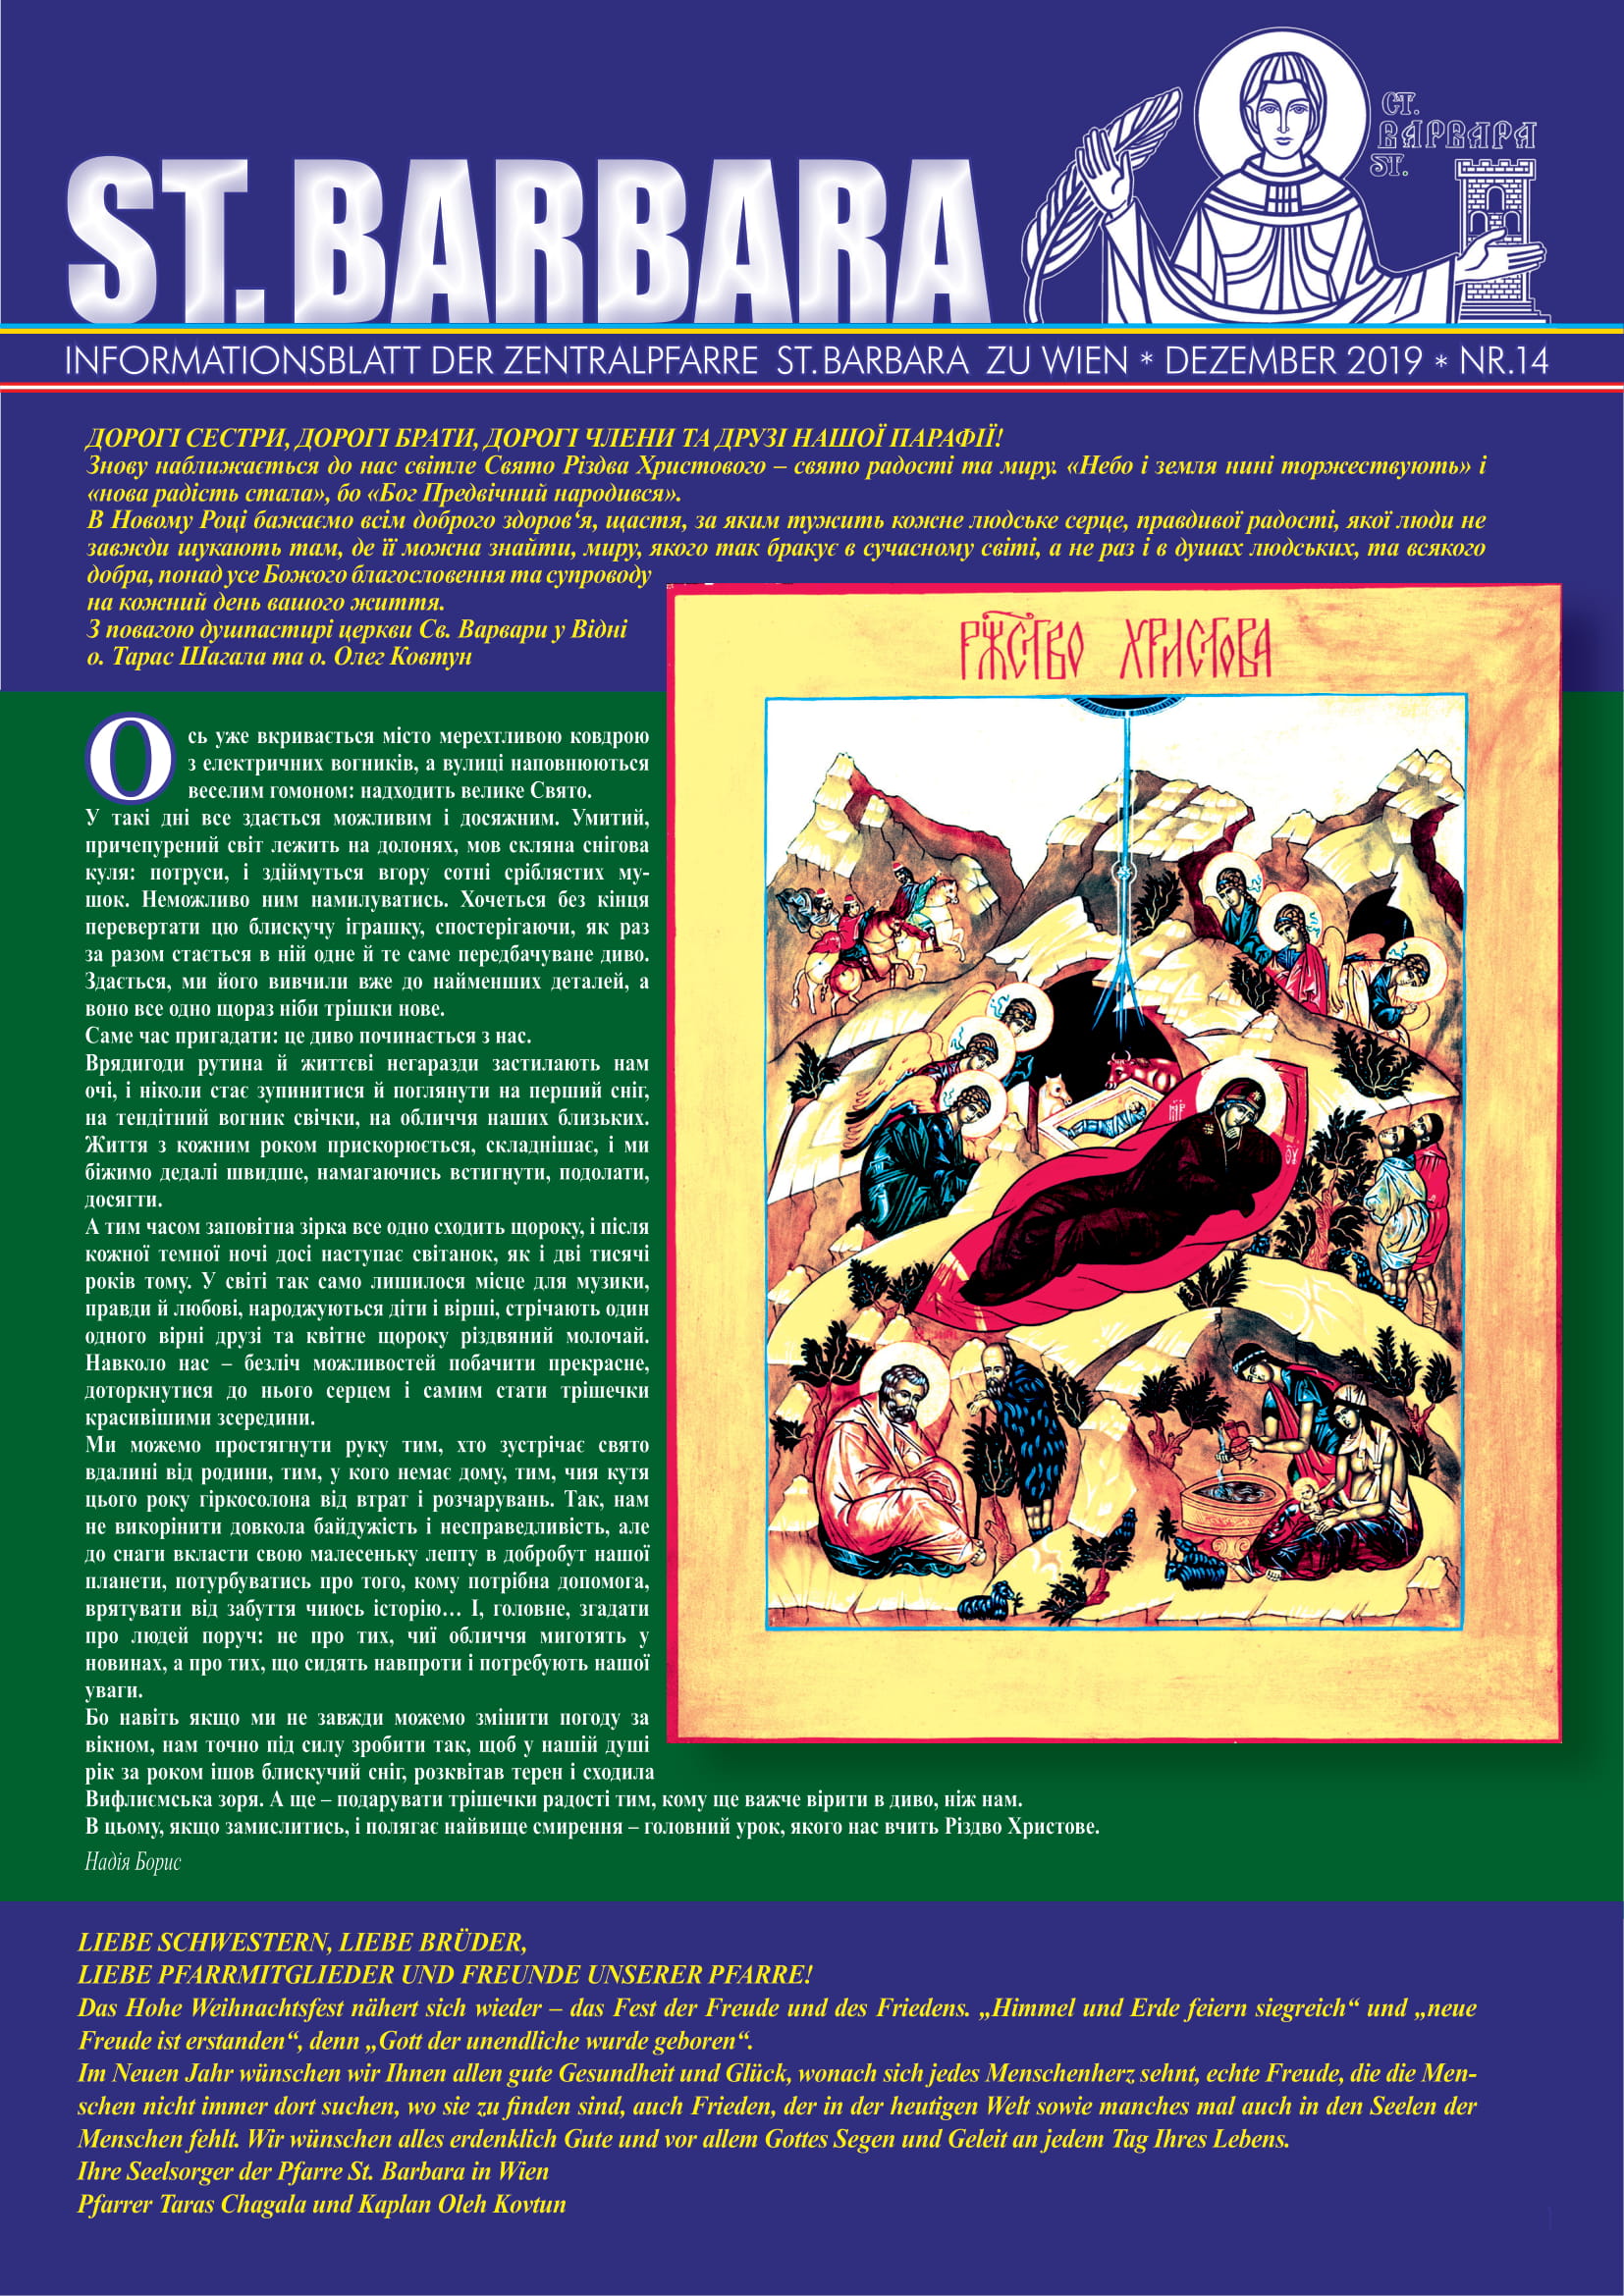 СТ.
ВАРВАРА
ST.
ST. BARBARA
INFORMATIONSBLATT DER ZENTRALPFARRE ST. BARBARA ZU WIEN * DEZEMBER 2019 * NR.14
ДОРОГІ СЕСТРИ, ДОРОГІ БРАТИ, ДОРОГІ ЧЛЕНИ ТА ДРУЗІ НАШОЇ ПАРАФІЇ!
Знову наближається до нас світле Свято Різдва Христового – свято радості та миру. «Небо і земля нині торжествують» і
«нова радість стала», бо «Бог Предвічний народився».
В Новому Році бажаємо всім доброго здоров‘я, щастя, за яким тужить кожне людське серце, правдивої радості, якої люди не
завжди шукають там, де її можна знайти, миру, якого так бракує в сучасному світі, а не раз і в душах людських, та всякого
добра, понад усе Божого благословення та супроводу
на кожний день вашого життя.
З повагою душпастирі церкви Св. Варвари у Відні
о. Тарас Шагала та о. Олег Ковтун
РЖСТВО ХРИСТОВА
Ось уже вкривається місто мерехтливою ковдрою
з електричних вогників, а вулиці наповнюються
веселим гомоном: надходить велике Свято.
У такі дні все здається можливим і досяжним. Умитий,
причепурений світ лежить на долонях, мов скляна снігова
куля: потруси, і здіймуться вгору сотні сріблястих му-
шок. Неможливо ним намилуватись. Хочеться без кінця
перевертати цю блискучу іграшку, спостерігаючи, як раз
за разом стається в ній одне й те саме передбачуване диво.
Здається, ми його вивчили вже до найменших деталей, а
воно все одно щораз ніби трішки нове.
Саме час пригадати: це диво починається з нас.
Врядигоди рутина й життєві негаразди застилають нам
очі, і ніколи стає зупинитися й поглянути на перший сніг,
на тендітний вогник свічки, на обличчя наших близьких.
Життя з кожним роком прискорюється, складнішає, і ми
біжимо дедалі швидше, намагаючись встигнути, подолати,
досягти.
А тим часом заповітна зірка все одно сходить щороку, і після
кожної темної ночі досі наступає світанок, як і дві тисячі
років тому. У світі так само лишилося місце для музики,
правди й любові, народжуються діти і вірші, стрічають один
одного вірні друзі та квітне щороку різдвяний молочай.
Навколо нас – безліч можливостей побачити прекрасне,
доторкнутися до нього серцем і самим стати трішечки
красивішими зсередини.
Ми можемо простягнути руку тим, хто зустрічає свято
вдалині від родини, тим, у кого немає дому, тим, чия кутя
цього року гіркосолона від втрат і розчарувань. Так, нам
не викорінити довкола байдужість і несправедливість, але
до снаги вкласти свою малесеньку лепту в добробут нашої
планети, потурбуватись про того, кому потрібна допомога,
врятувати від забуття чиюсь історію… І, головне, згадати
про людей поруч: не про тих, чиї обличчя миготять у
новинах, а про тих, що сидять навпроти і потребують нашої
уваги.
Бо навіть якщо ми не завжди можемо змінити погоду за
вікном, нам точно під силу зробити так, щоб у нашій душі
рік за роком ішов блискучий сніг, розквітав терен і сходила
Вифлиємська зоря. А ще – подарувати трішечки радості тим, кому ще важче вірити в диво, ніж нам.
В цьому, якщо замислитись, і полягає найвище смирення – головний урок, якого нас вчить Різдво Христове.
Надія Борис
LIEBE SCHWESTERN, LIEBE BRÜDER,
LIEBE PFARRMITGLIEDER UND FREUNDE UNSERER PFARRE!
Das Hohe Weihnachtsfest nähert sich wieder – das Fest der Freude und des Friedens. „Himmel und Erde feiern siegreich“ und „neue
Freude ist erstanden“, denn „Gott der unendliche wurde geboren“.
Im Neuen Jahr wünschen wir Ihnen allen gute Gesundheit und Glück, wonach sich jedes Menschenherz sehnt, echte Freude, die die Men-
schen nicht immer dort suchen, wo sie zu finden sind, auch Frieden, der in der heutigen Welt sowie manches mal auch in den Seelen der
Menschen fehlt. Wir wünschen alles erdenklich Gute und vor allem Gottes Segen und Geleit an jedem Tag Ihres Lebens.
Ihre Seelsorger der Pfarre St. Barbara in Wien
Pfarrer Taras Chagala und Kaplan Oleh Kovtun